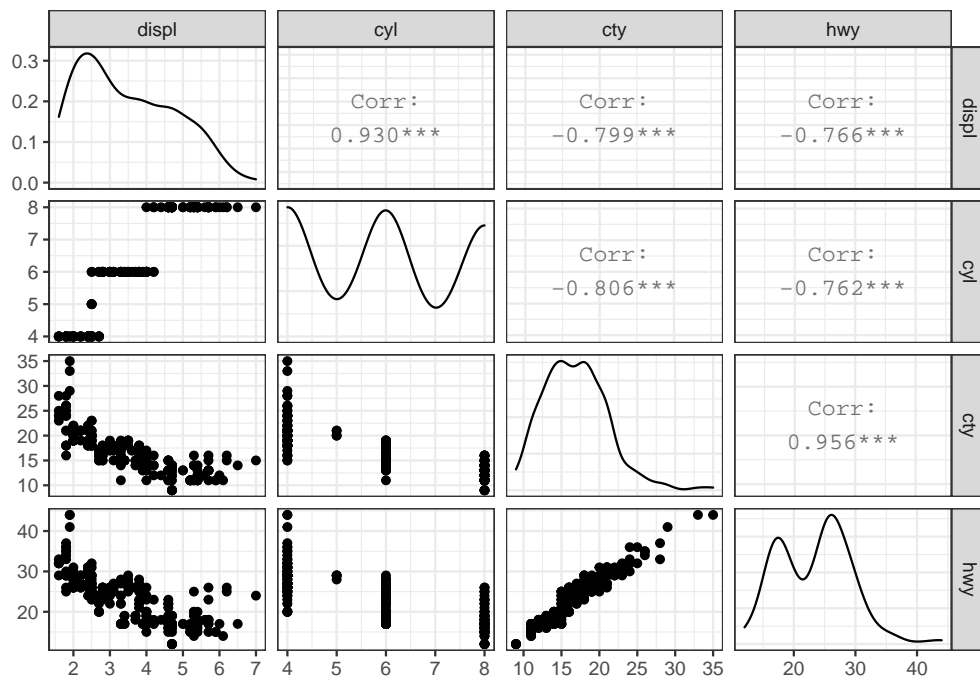 displ cyl cty hwy
0.3
0.2
0.1
0.0
Corr:
0.930***
Corr:
-0.799***
Corr:
-0.766***
displ
8
7
6
5
4
Corr:
-0.806***
Corr:
-0.762***
cyl
35
30
25
20
15
10
Corr:
0.956***
cty
40
30
20
hwy
2 3 4 5 6 7 4 5 6 7 8 10 15 20 25 30 35 20 30 40